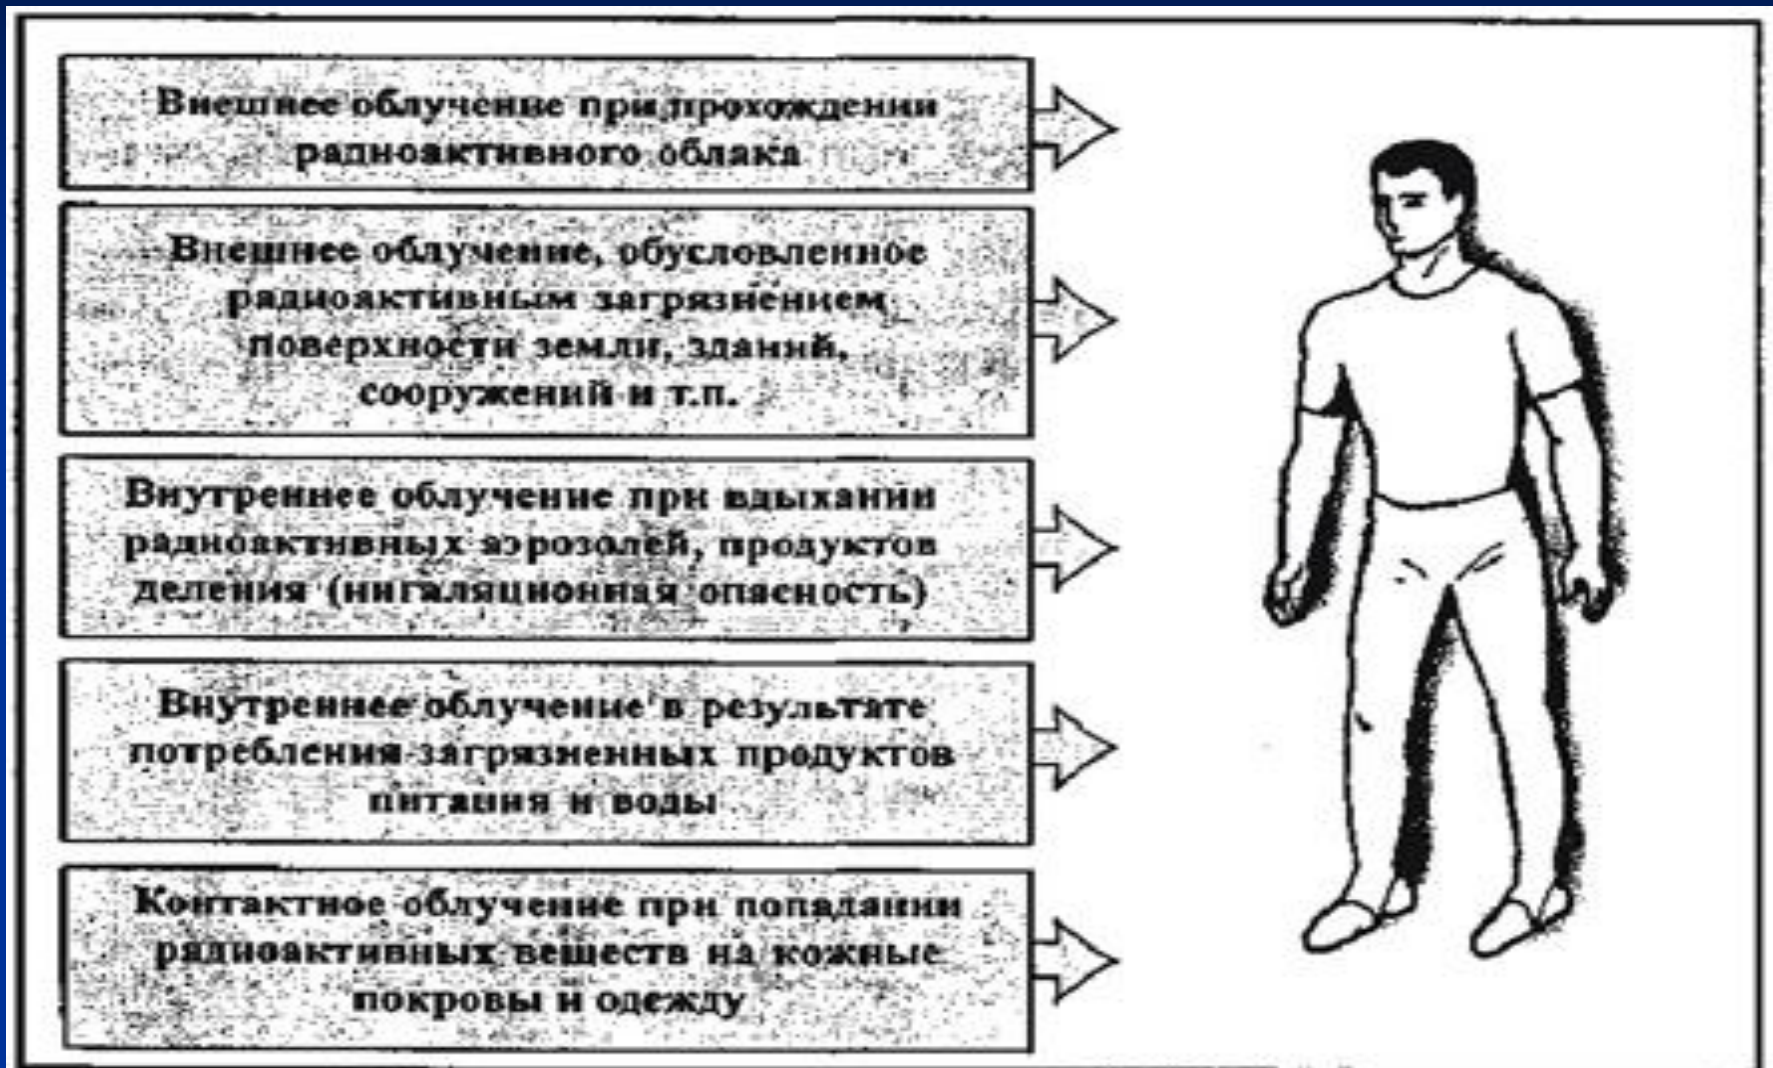 Внешнее облучение при прохождении
радиоактивного облака
Внешнее облучение, обусловленное
радиоактивным загрязнением
поверхности земли, зданий,
сооружений и т.п.
Внутреннее облучение при вдыхании
радиоактивных аэрозолей, продуктов
деления (нигаляционная опасность)
Внутреннее облучение в результате
потребления загрязненных продуктов
питания и воды
Контактное облучение при попадании
радиоактивных веществ на кожные
покровы и одежду